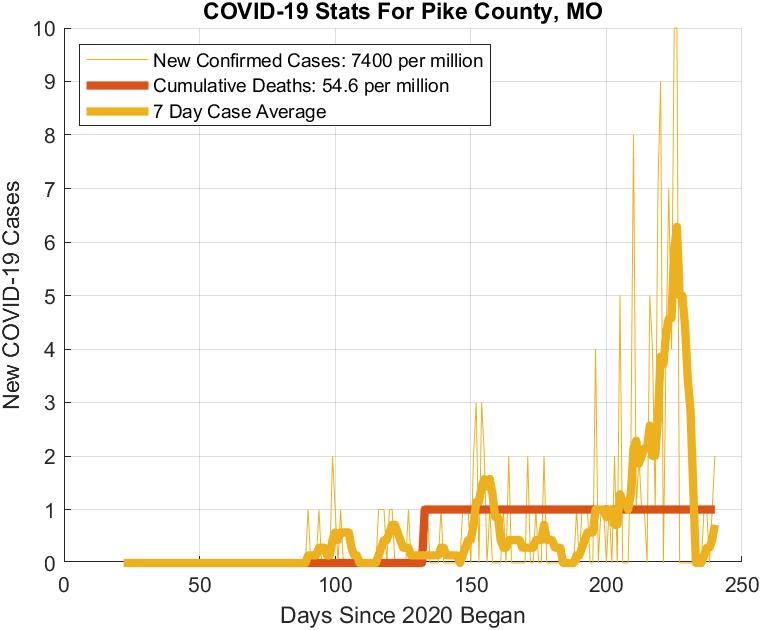 COVID-19 Stats For Pike County, MO
New Confirmed Cases: 7400 per million
Cumulative Deaths: 54.6 per million
7 Day Case Average
New COVID-19 Cases
10
9
8
7
6
5
4
3
2
1
0
0 50 100 150 200 250
Days Since 2020 Began